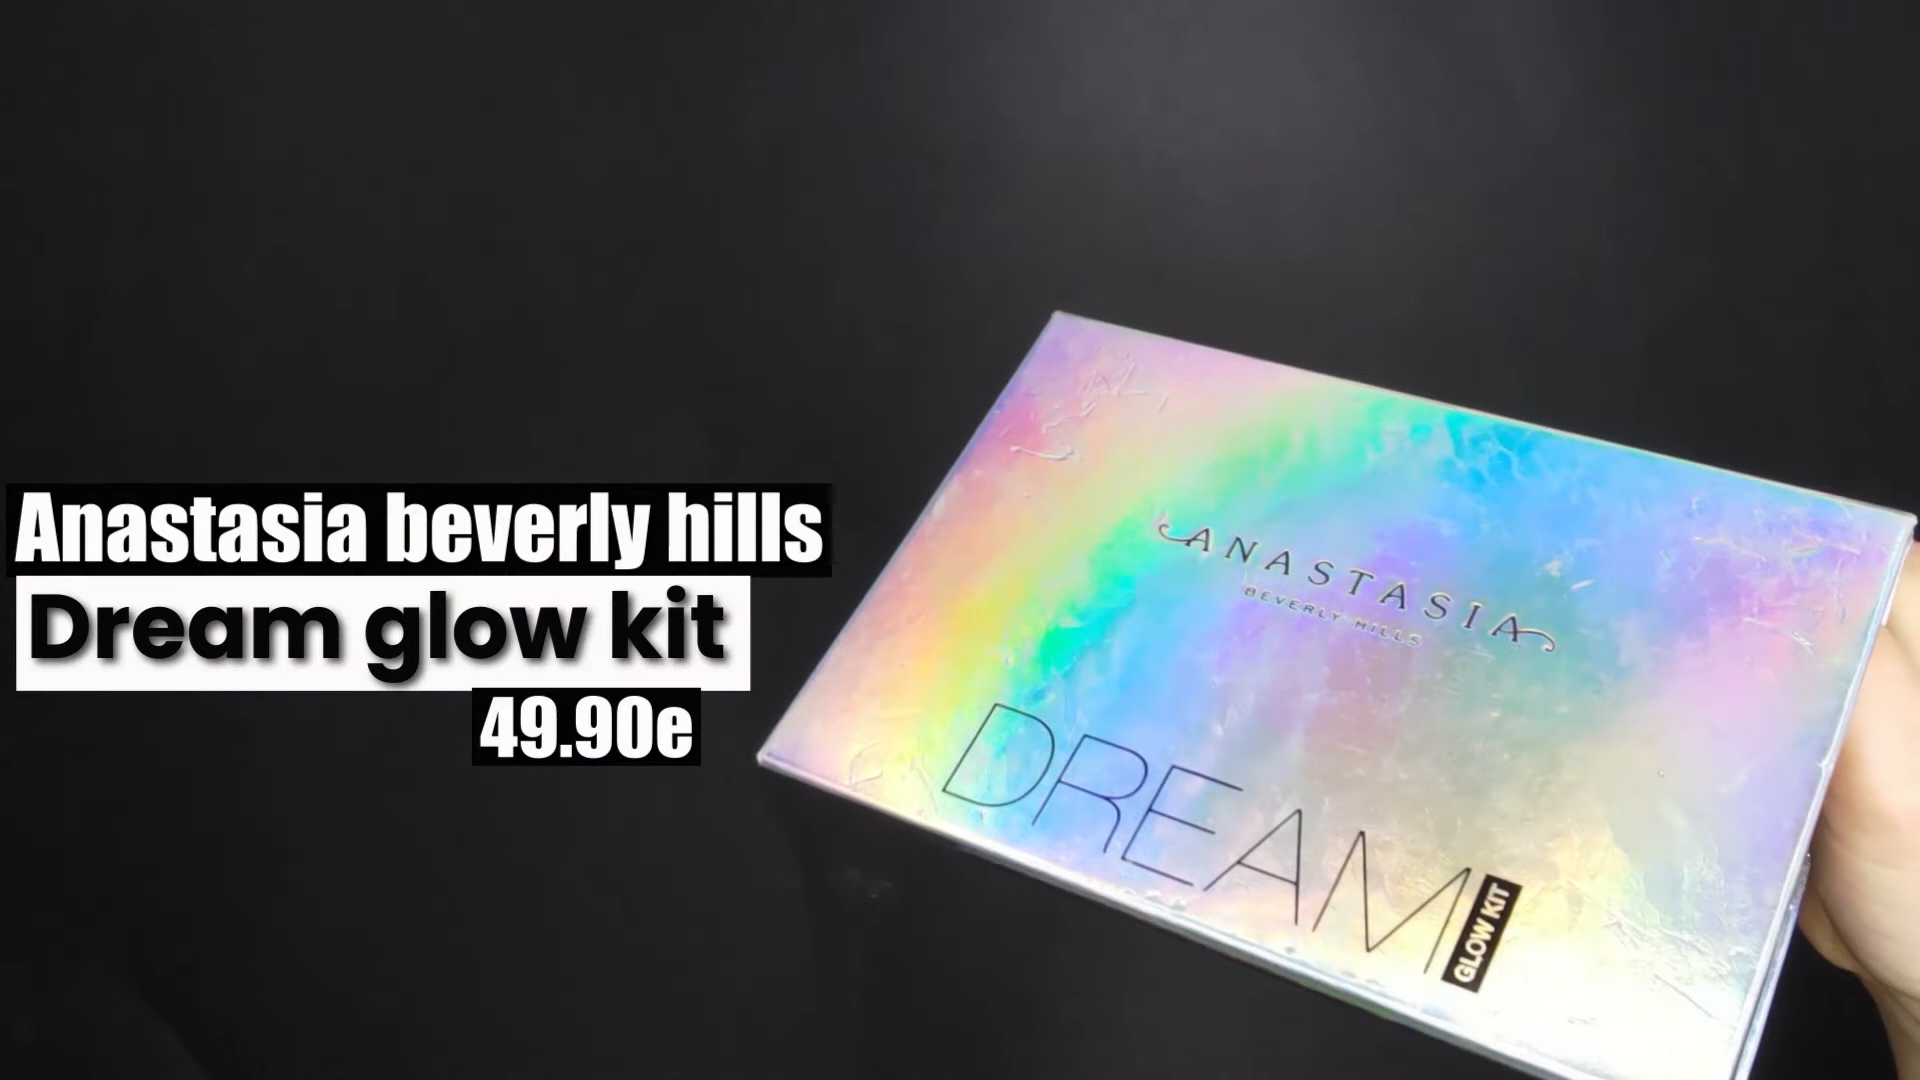 Anastasia beverly hills
Dream glow kit
49.90e
ANASTASIA
BEVERLY HILLS
DREAM
GLOW KIT